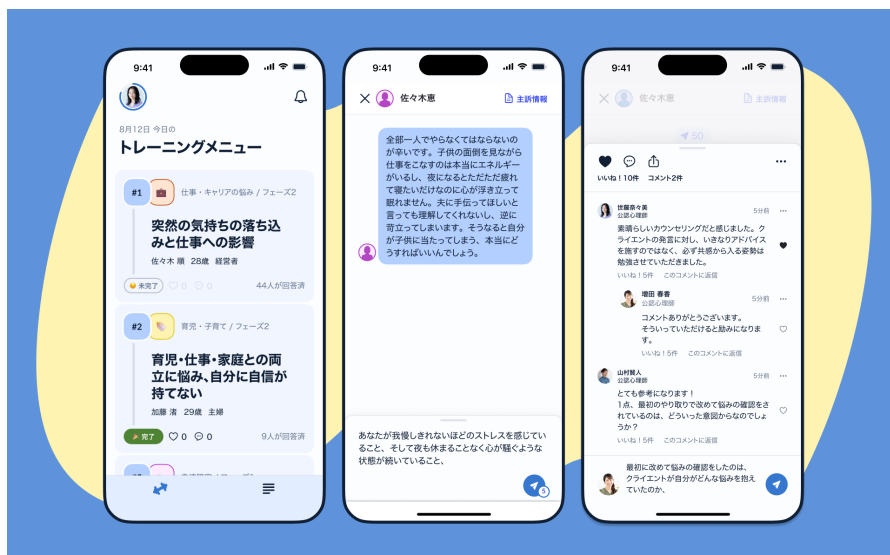 9:41
8月12日 今日の
トレーニングメニュー
#1
仕事・キャリアの悩み / フェーズ2
突然の気持ちの落ち込
みと仕事への影響
佐々木 順 28歳 経営者
未完了
0
0
44人が回答済
#2
育児・子育て / フェーズ2
育児・仕事・家庭との両
立に悩み、自分に自信が
持てない
加藤 渚 29歳 主婦
完了
0
0
9人が回答済
9:41
佐々木恵
主訴情報
全部一人でやらなくてはならないの
が辛いです。子供の面倒を見ながら
仕事をこなすのは本当にエネルギー
がいるし、夜になるとただただ疲れ
て寝たいだけなのに心が浮き立って
眠れません。夫に手伝ってほしいと
言っても理解してくれないし、逆に
苛立ってしまいます。そうなると自分
が子供に当たってしまう、本当にど
うすればいいんでしょう。
あなたが我慢しきれないほどのストレスを感じてい
ること、そして夜も休まることなく心が騒ぐような
状態が続いていること、
5
9:41
佐々木恵
主訴情報
50
いいね！10件 コメント2件
世羅奈々美
公認心理師
5分前
素晴らしいカウンセリングだと感じました。ク
ライエントの発言に対し、いきなりアドバイス
を施すのではなく、必ず共感から入る姿勢は
勉強させていただきました。
いいね！5件 このコメントに返信
増田 春香
公認心理師
5分前
コメントありがとうございます。
そういっていただけると励みになりま
す。
いいね！5件 このコメントに返信
山村賢人
公認心理師
5分前
とても参考になります！
1点、最初のやり取りで改めて悩みの確認をさ
れているのは、どういった意図からなのでしょ
うか？
いいね！5件 このコメントに返信
最初に改めて悩みの確認をしたのは、
クライエントが自分がどんな悩みを抱え
ていたのか、